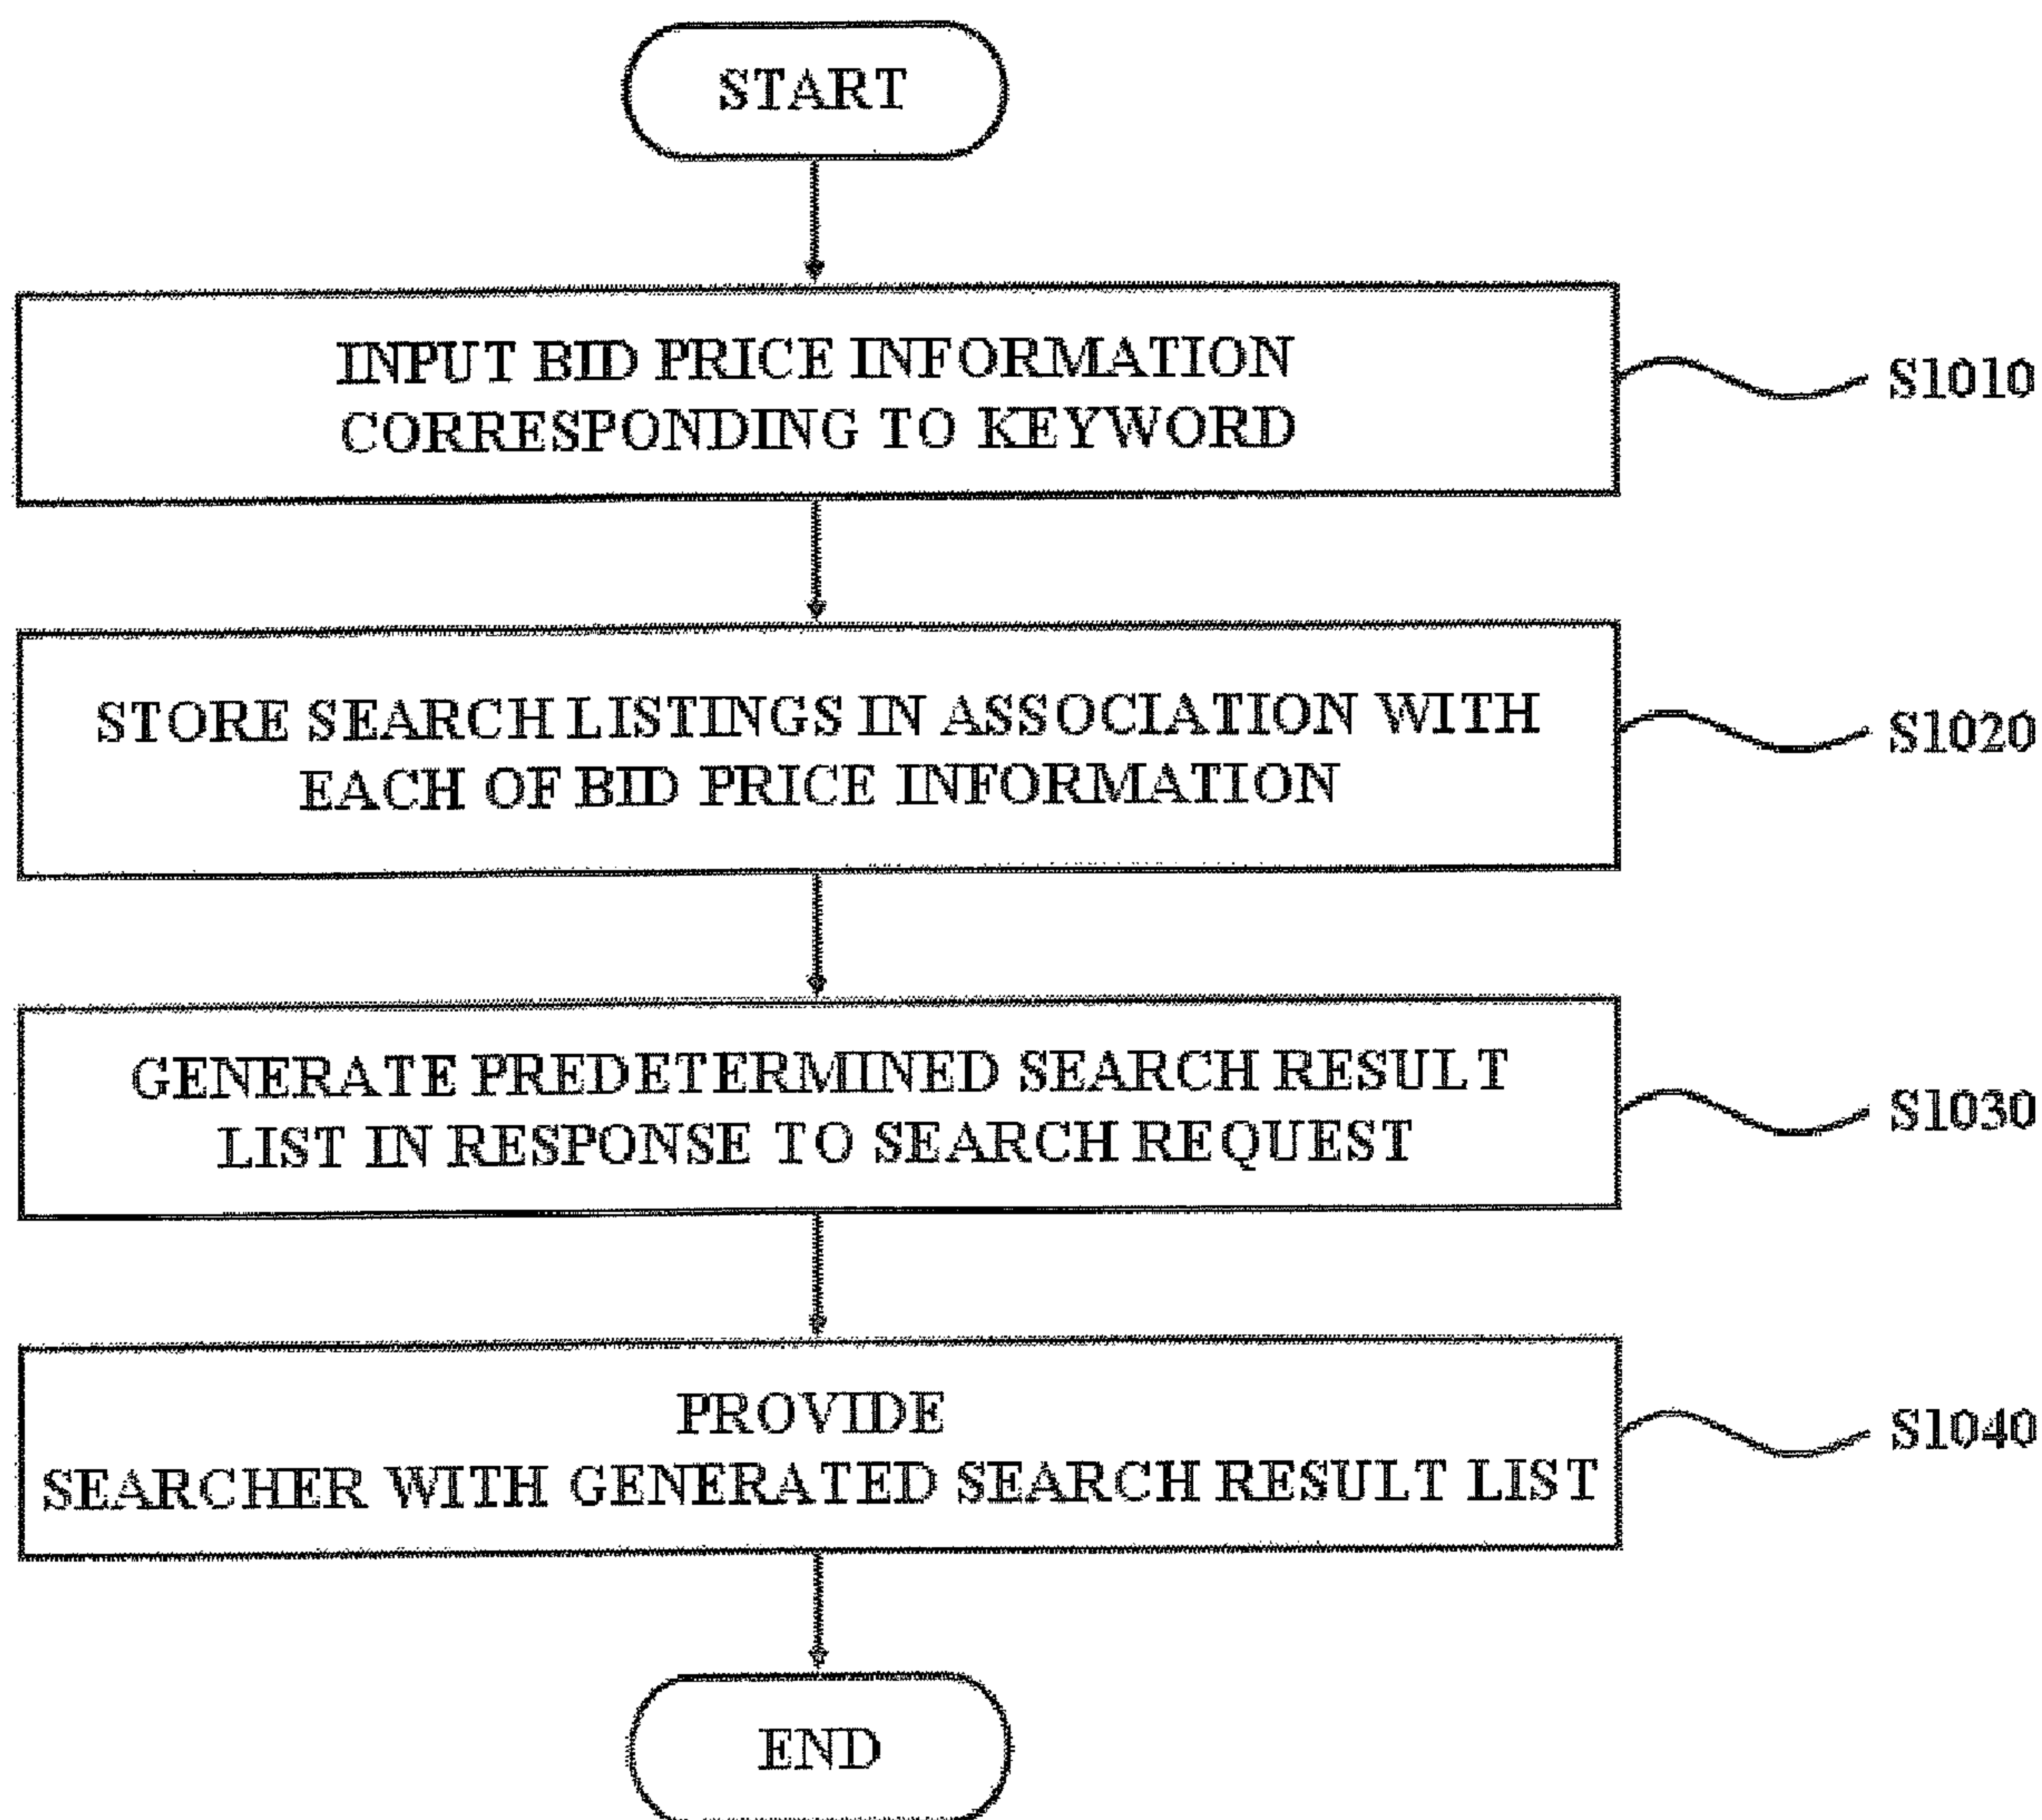 START
INPUT BID PRICE INFORMATION
CORRESPONDING TO KEYWORD
S1010
STORE SEARCH LISTINGS IN ASSOCIATION WITH
EACH OF BID PRICE INFORMATION
S1020
GENERATE PREDETERMINED SEARCH RESULT
LIST IN RESPONSE TO SEARCH REQUEST
S1030
PROVIDE
SEARCHER WITH GENERATED SEARCH RESULT LIST
S1040
END